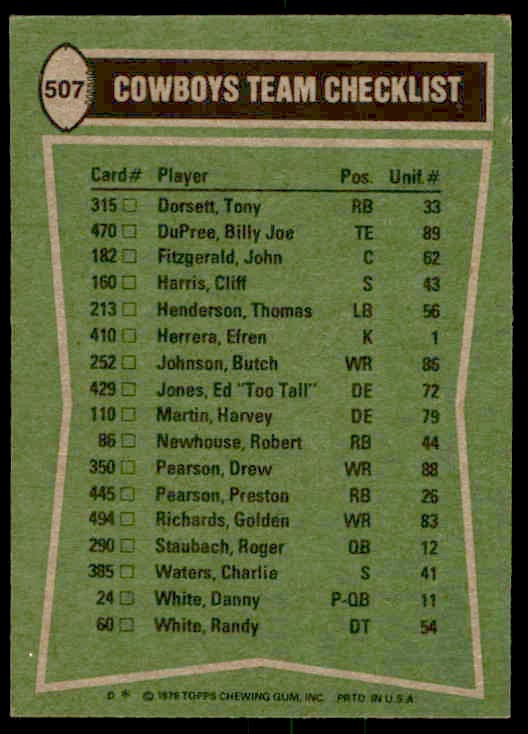 507 COWBOYS TEAM CHECKLIST
Card# Player Pos. Unif.#
315 Dorsett, Tony RB 33
470 DuPree, Billy Joe TE 89
182 Fitzgerald, John C 62
160 Harris, Cliff S 43
213 Henderson, Thomas LB 56
410 Herrera, Efren K 1
252 Johnson, Butch WR 86
429 Jones, Ed "Too Tall" DE 72
110 Martin, Harvey DE 79
86 Newhouse, Robert RB 44
350 Pearson, Drew WR 88
445 Pearson, Preston RB 26
494 Richards, Golden WR 83
290 Staubach, Roger QB 12
385 Waters, Charlie S 41
24 White, Danny P-QB 11
60 White, Randy DT 54
D * © 1978 TOPPS CHEWING GUM, INC. PRTD. IN U.S.A.